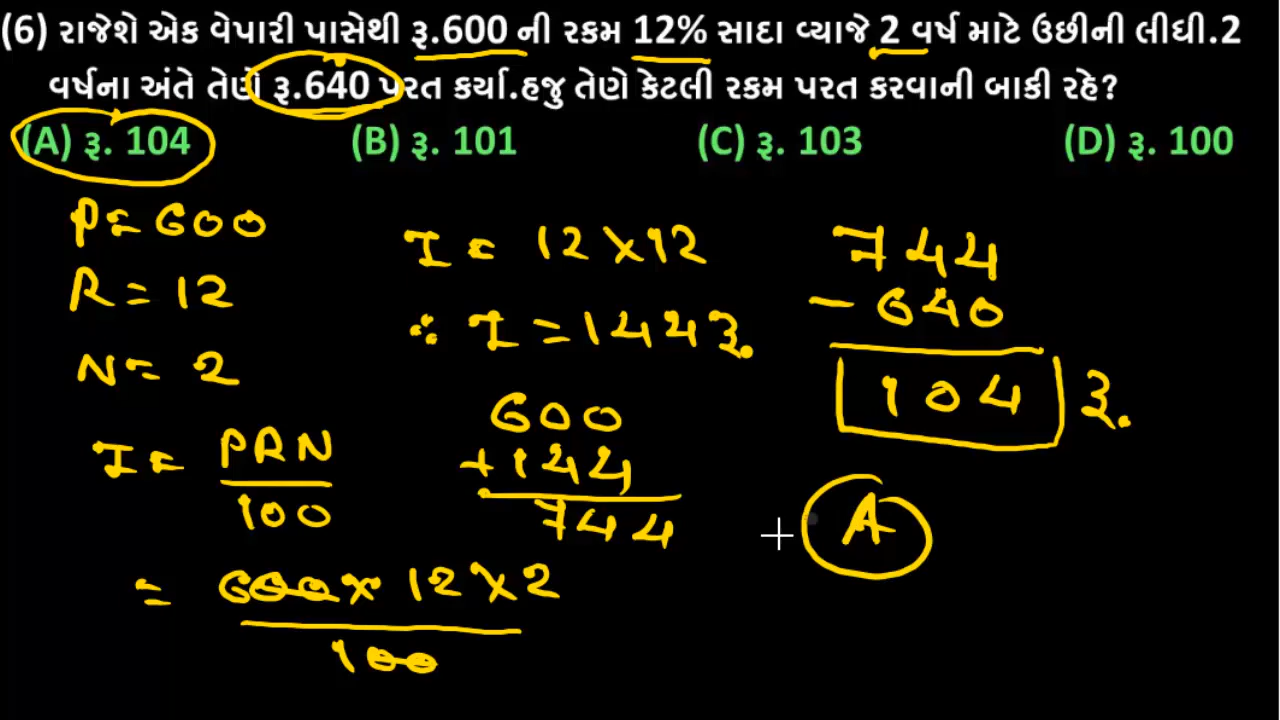 (6) રાજેશે એક વેપારી પાસેથી રૂ.600 ની રકમ 12% સાદા વ્યાજે 2 વર્ષ માટે ઉછીની લીધી.2
વર્ષના અંતે તેણે રૂ.640 પરત કર્યા.હજુ તેણે કેટલી રકમ પરત કરવાની બાકી રહે?
(A) રૂ. 104 (B) રૂ. 101 (C) રૂ. 103 (D) રૂ. 100
P = 600
R = 12
N = 2
I = PRN
100
= 600 x 12 x 2
100
I = 12 x 12
∴ I = 144 રૂ.
600
+ 144
744
744
- 640
104 રૂ.
A